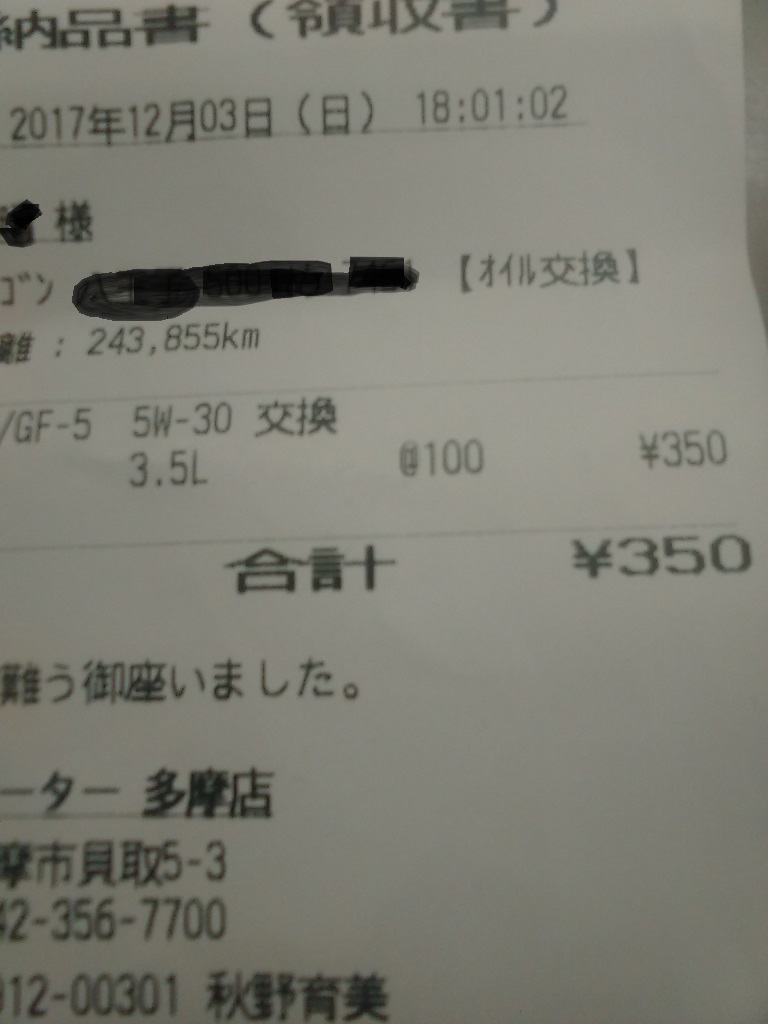 納品書（領収書）
2017年12月03日（日） 18:01:02
様
ｺﾞﾝ 【ｵｲﾙ交換】
離 : 243,855km
/GF-5 5W-30 交換
3.5L @100 ¥350
合計 ¥350
難う御座いました。
ーター 多摩店
摩市貝取5-3
42-356-7700
912-00301 秋野育美